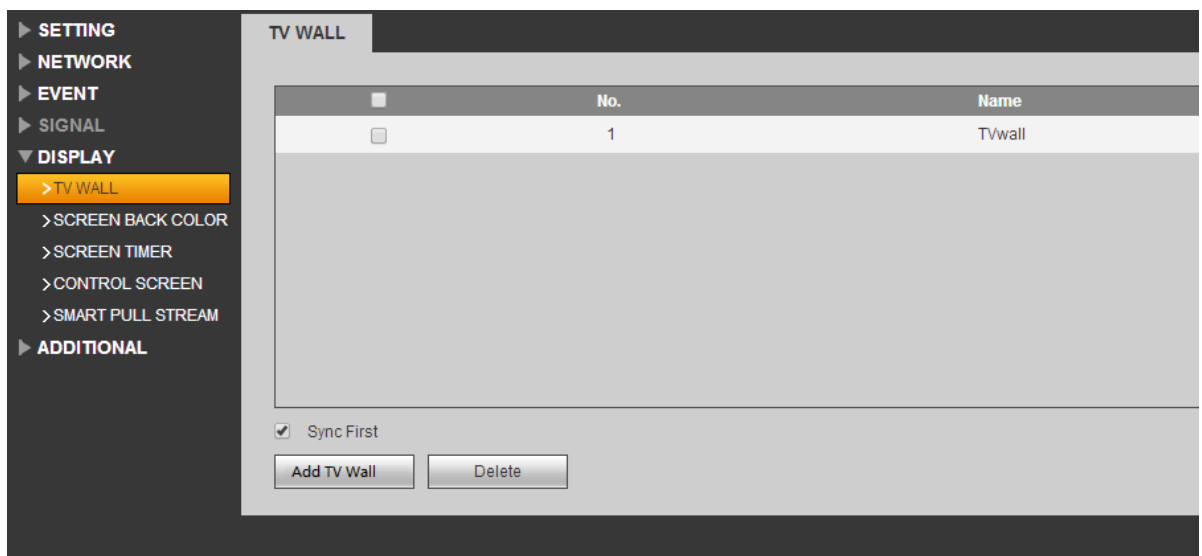 SETTING
NETWORK
EVENT
SIGNAL
DISPLAY
TV WALL
SCREEN BACK COLOR
SCREEN TIMER
CONTROL SCREEN
SMART PULL STREAM
ADDITIONAL
TV WALL
No. Name
1 TVwall
Sync First
Add TV Wall Delete